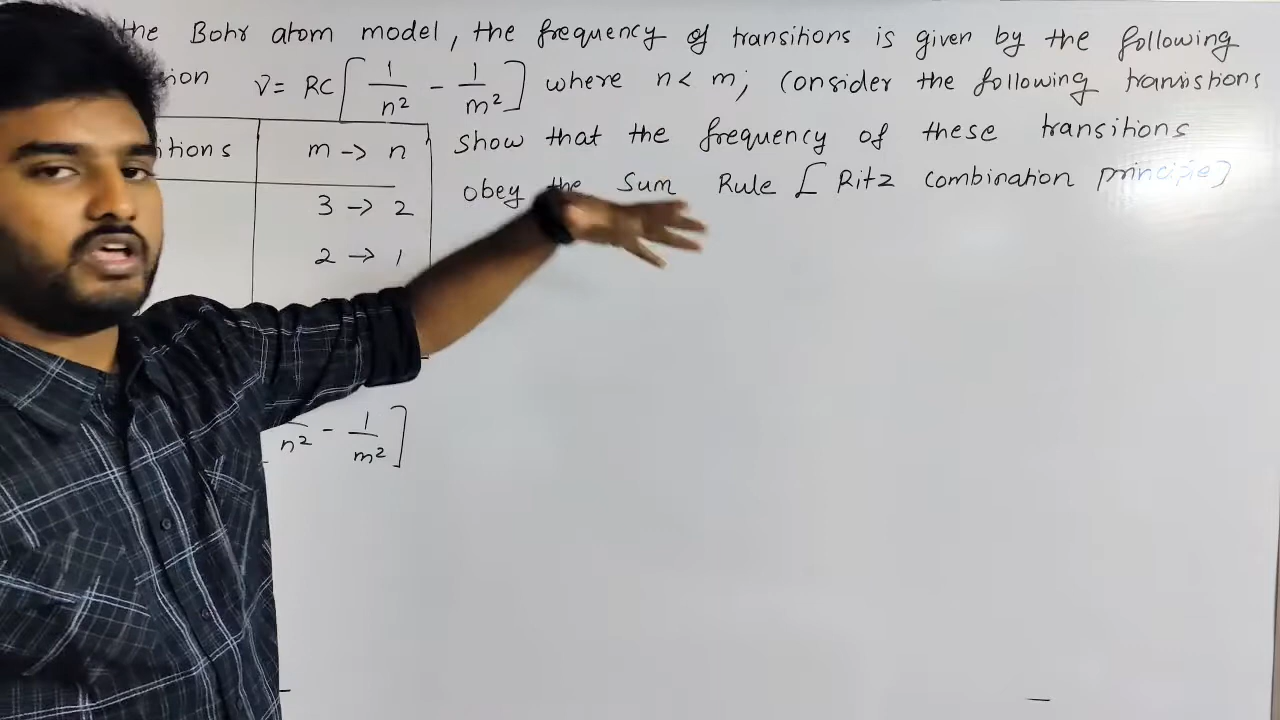 the Bohr atom model, the frequency of transitions is given by the following
ion ν = RC [ 1/n² - 1/m² ] where n < m; Consider the following transistions
itions m → n Show that the frequency of these transitions
obey the Sum Rule [ Ritz combination principle ]
3 → 2
2 → 1
n² - 1/m² ]